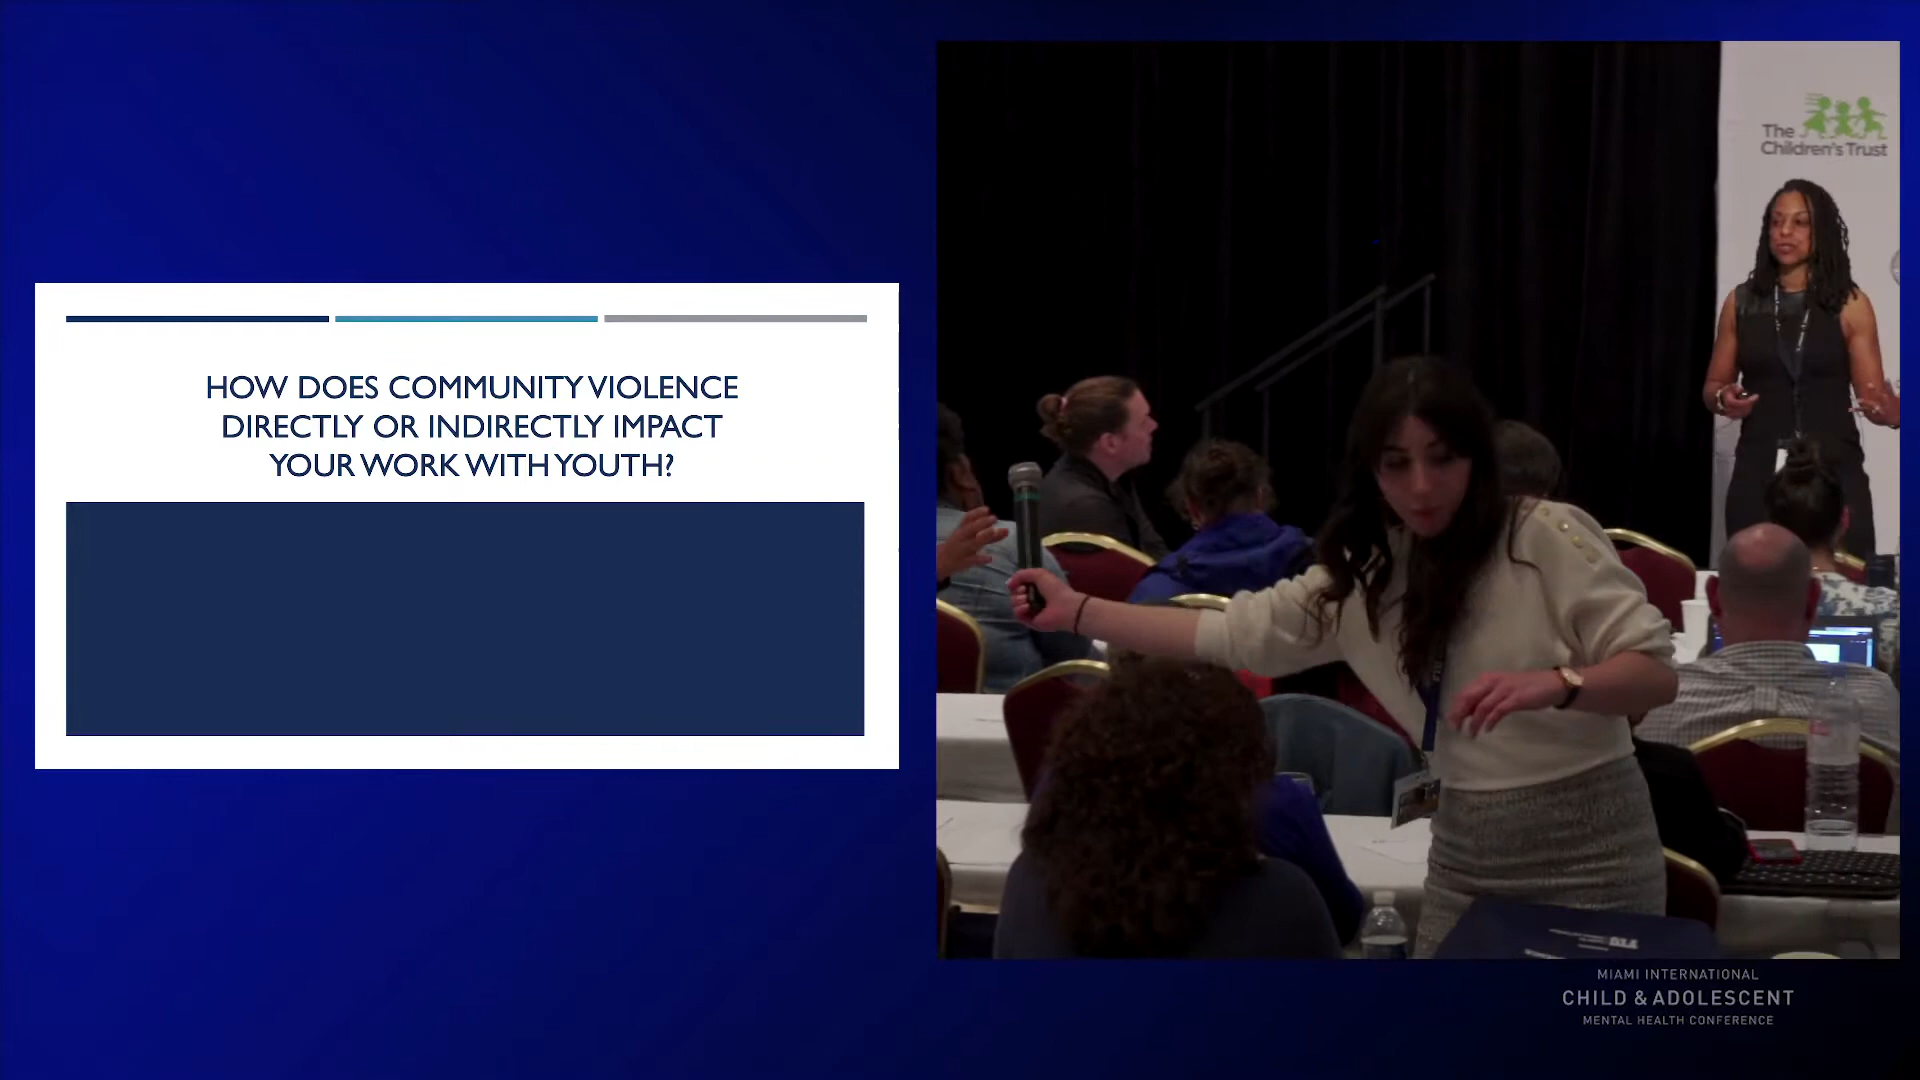 HOW DOES COMMUNITY VIOLENCE
DIRECTLY OR INDIRECTLY IMPACT
YOUR WORK WITH YOUTH?
The
Children's Trust
MIAMI INTERNATIONAL
CHILD & ADOLESCENT
MENTAL HEALTH CONFERENCE